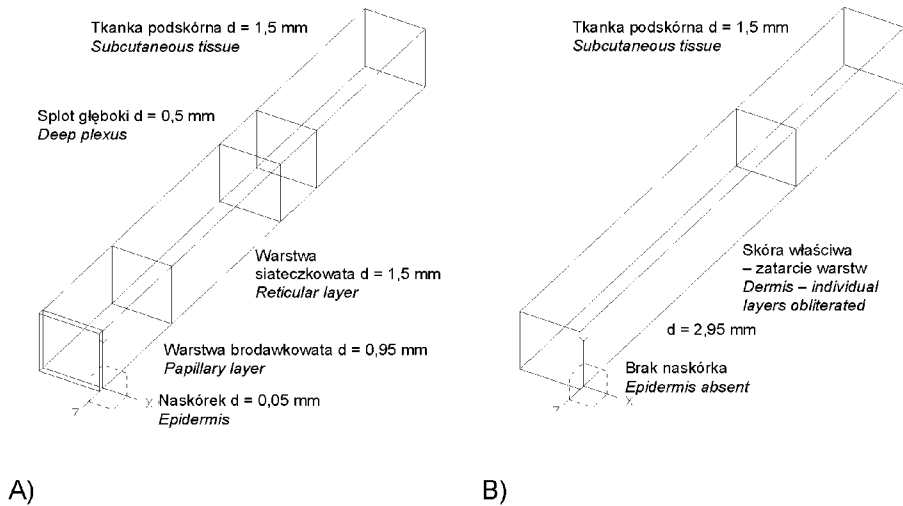 Tkanka podskórna d = 1,5 mm
Subcutaneous tissue
Splot głęboki d = 0,5 mm
Deep plexus
Warstwa
siateczkowata d = 1,5 mm
Reticular layer
Warstwa brodawkowata d = 0,95 mm
Papillary layer
Naskórek d = 0,05 mm
Epidermis
Y
X
Z
A)
Tkanka podskórna d = 1,5 mm
Subcutaneous tissue
Skóra właściwa
– zatarcie warstw
Dermis – individual
layers obliterated
d = 2,95 mm
Brak naskórka
Epidermis absent
Y
X
Z
B)